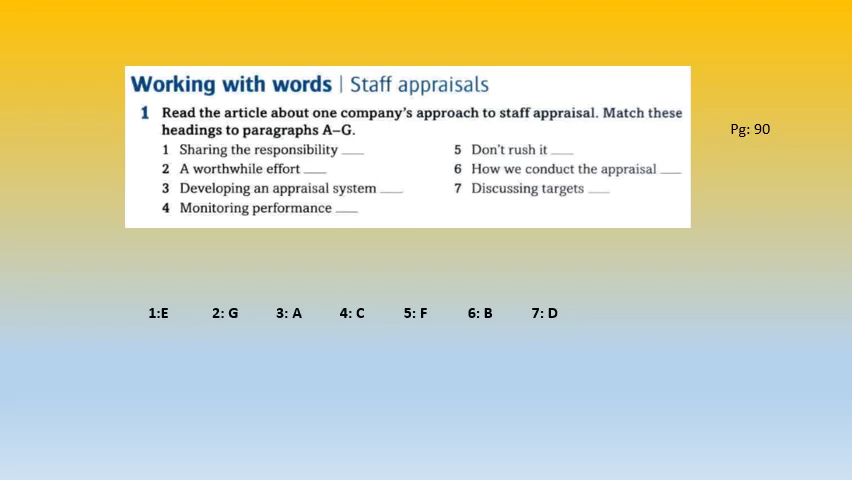 Working with words | Staff appraisals
1 Read the article about one company's approach to staff appraisal. Match these
headings to paragraphs A–G.
1 Sharing the responsibility ___
2 A worthwhile effort ___
3 Developing an appraisal system ___
4 Monitoring performance ___
5 Don't rush it ___
6 How we conduct the appraisal ___
7 Discussing targets ___
Pg: 90
1:E 2: G 3: A 4: C 5: F 6: B 7: D